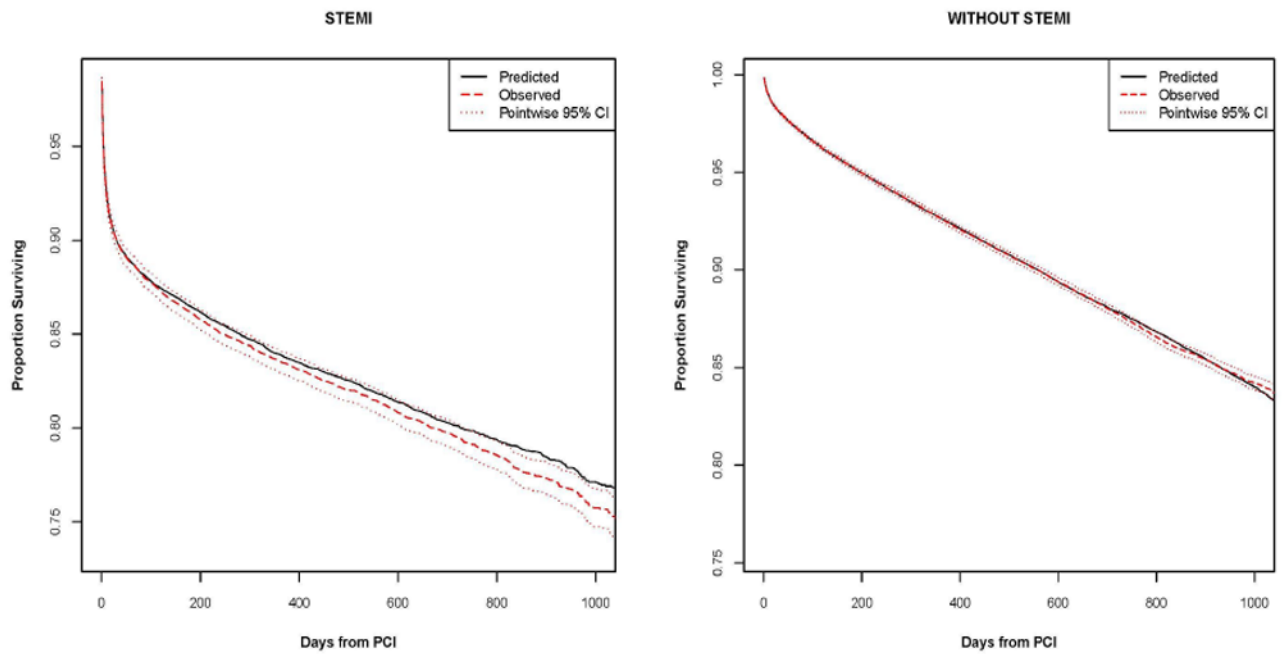 STEMI
Predicted
Observed
Pointwise 95% CI
Proportion Surviving
0.95
0.90
0.85
0.80
0.75
0 200 400 600 800 1000
Days from PCI
WITHOUT STEMI
Predicted
Observed
Pointwise 95% CI
Proportion Surviving
1.00
0.95
0.90
0.85
0.80
0.75
0 200 400 600 800 1000
Days from PCI